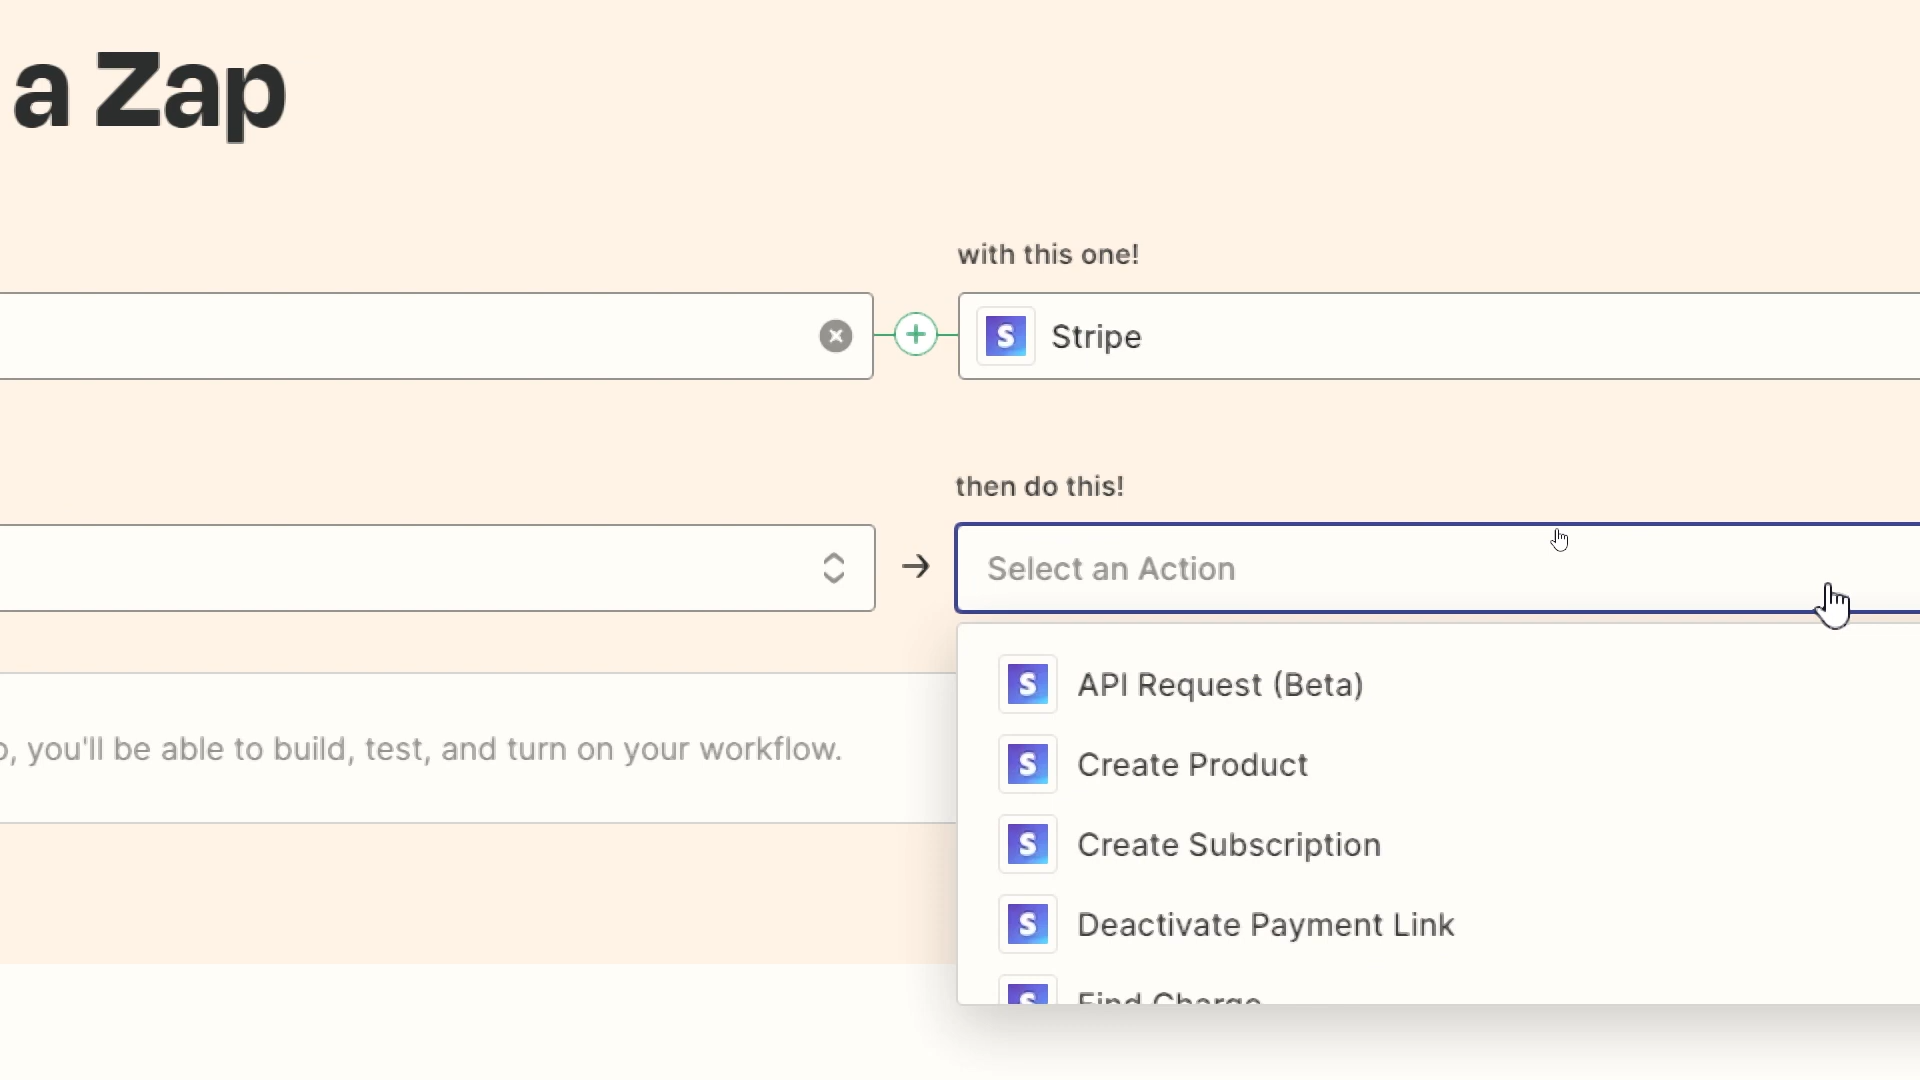 a Zap
with this one!
S Stripe
then do this!
Select an Action
S API Request (Beta)
S Create Product
, you'll be able to build, test, and turn on your workflow.
S Create Subscription
S Deactivate Payment Link
S Find Charge